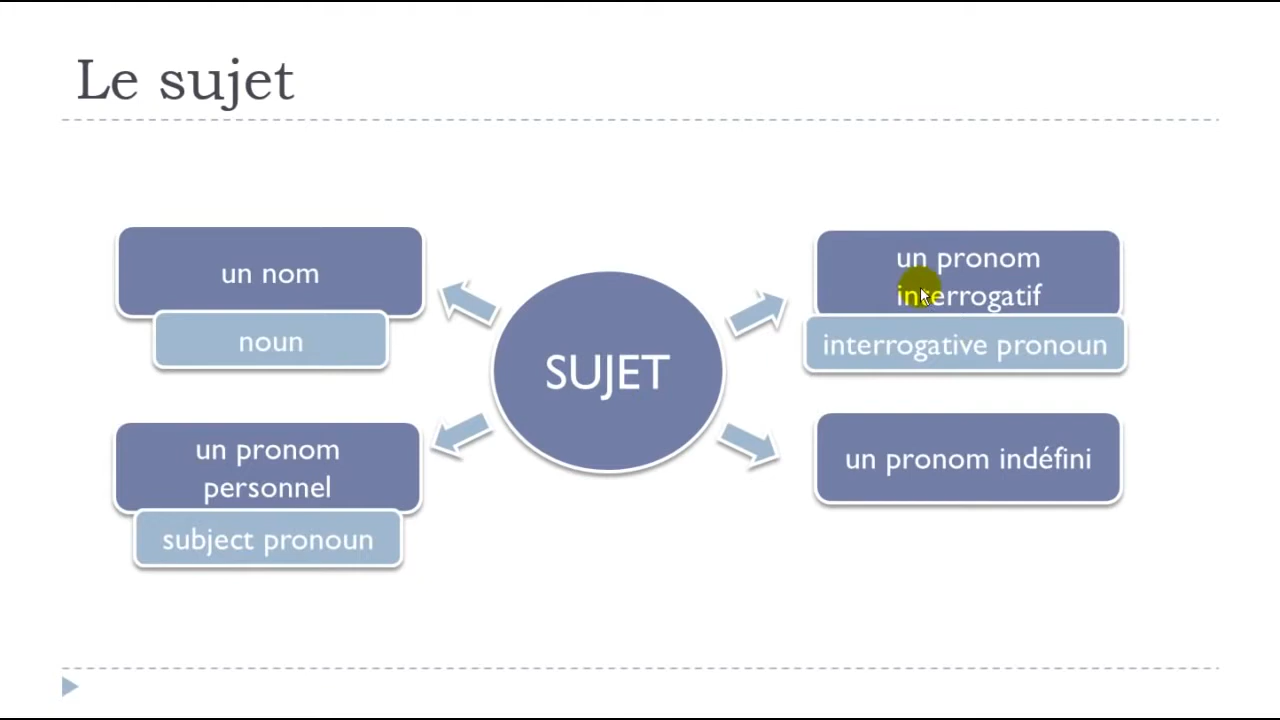 Le sujet
un nom
noun
un pronom
personnel
subject pronoun
SUJET
un pronom
interrogatif
interrogative pronoun
un pronom indéfini